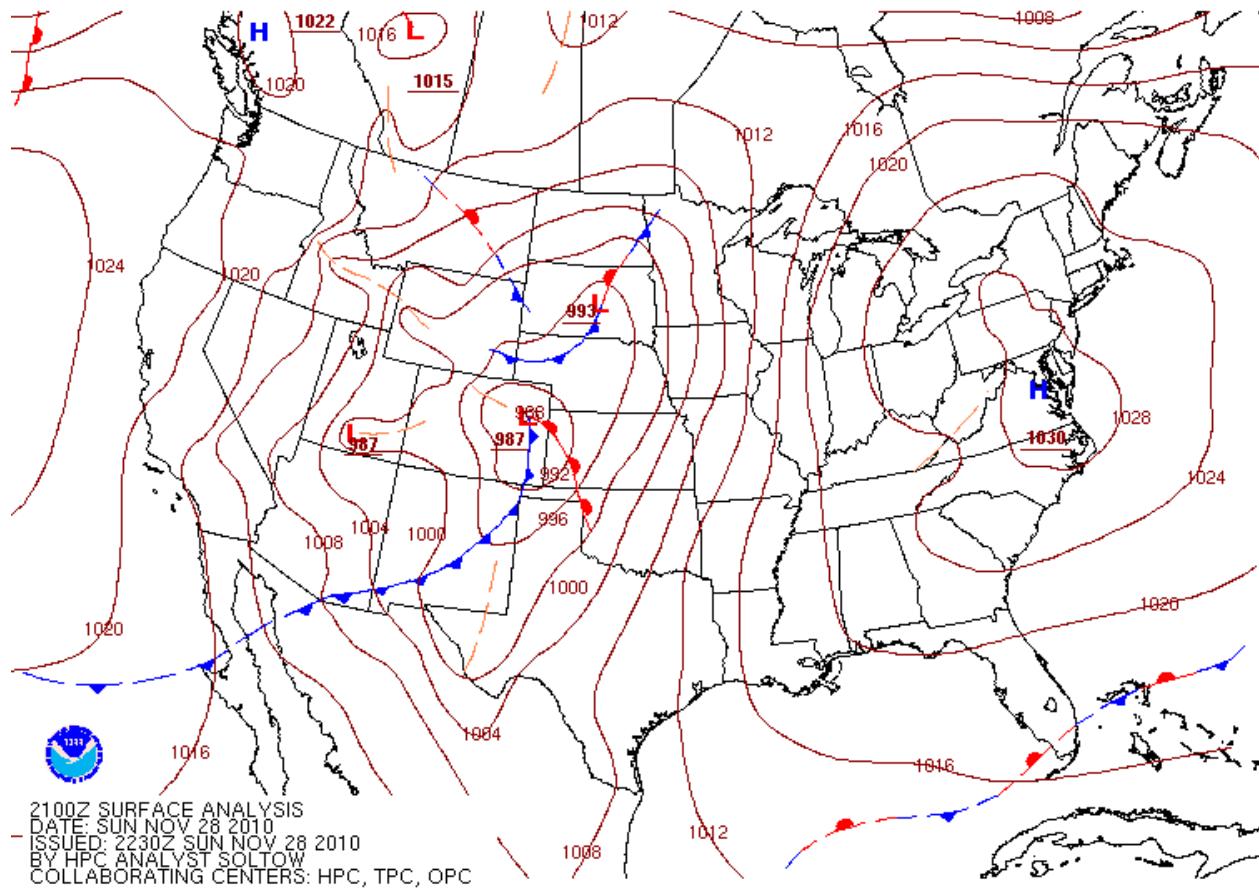 1022
1012
1008
H
L
1016
1015
1020
1012
1016
1020
1024
1020
993
L
H
988
L
L
987
987
1028
1030
992
1024
996
1004
1000
1008
1000
1020
1020
1004
1016
1016
1012
1008
2100Z SURFACE ANALYSIS
DATE: SUN NOV 28 2010
ISSUED: 2230Z SUN NOV 28 2010
BY HPC ANALYST SOLTOW
COLLABORATING CENTERS: HPC, TPC, OPC